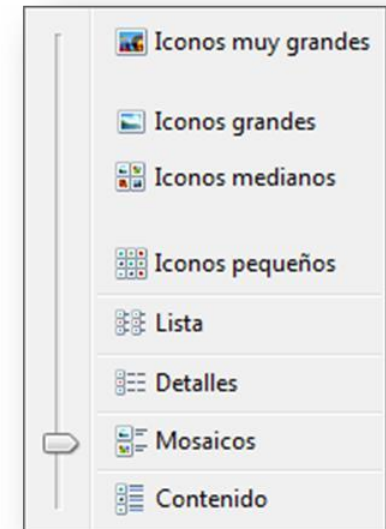 Iconos muy grandes
Iconos grandes
Iconos medianos
Iconos pequeños
Lista
Detalles
Mosaicos
Contenido